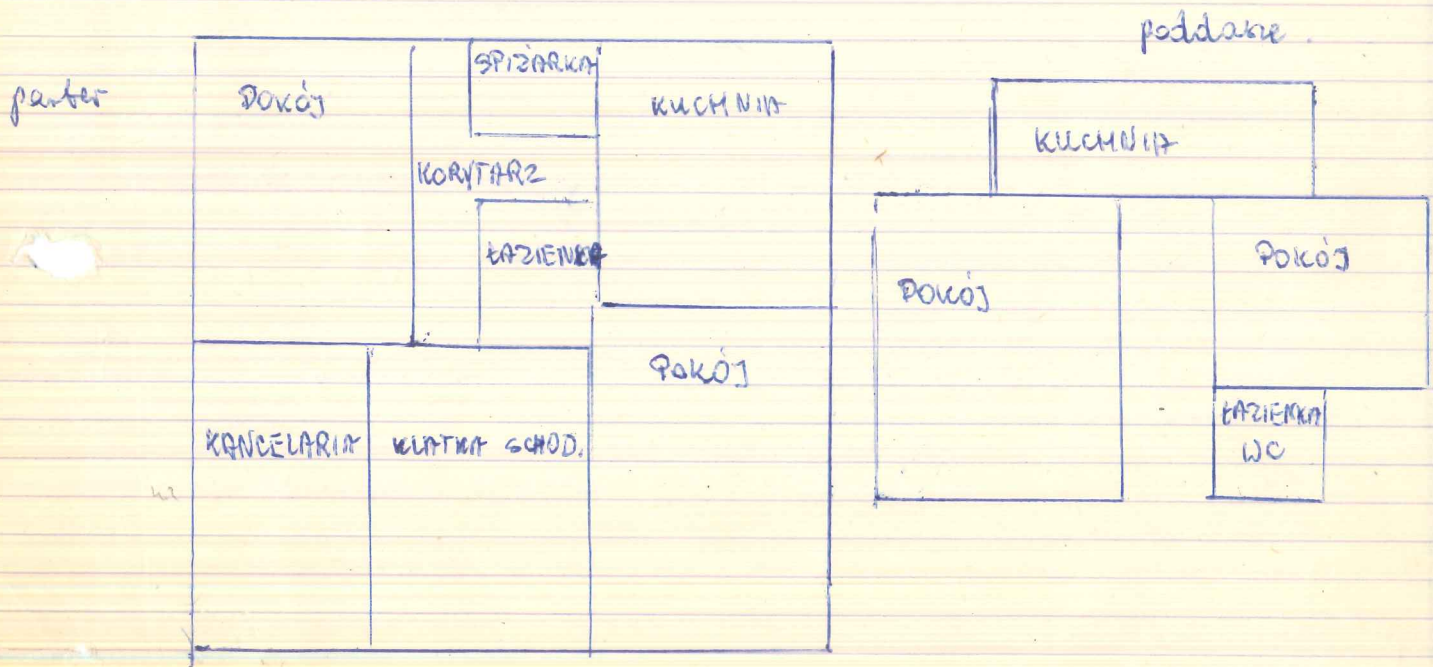 poddasze.
parter
POKÓJ
SPIŻARKA
KUCHNIA
KORYTARZ
ŁAZIENKA
POKÓJ
KANCELARIA
KLATKA SCHOD.
KUCHNIA
POKÓJ
POKÓJ
ŁAZIENKA
WC